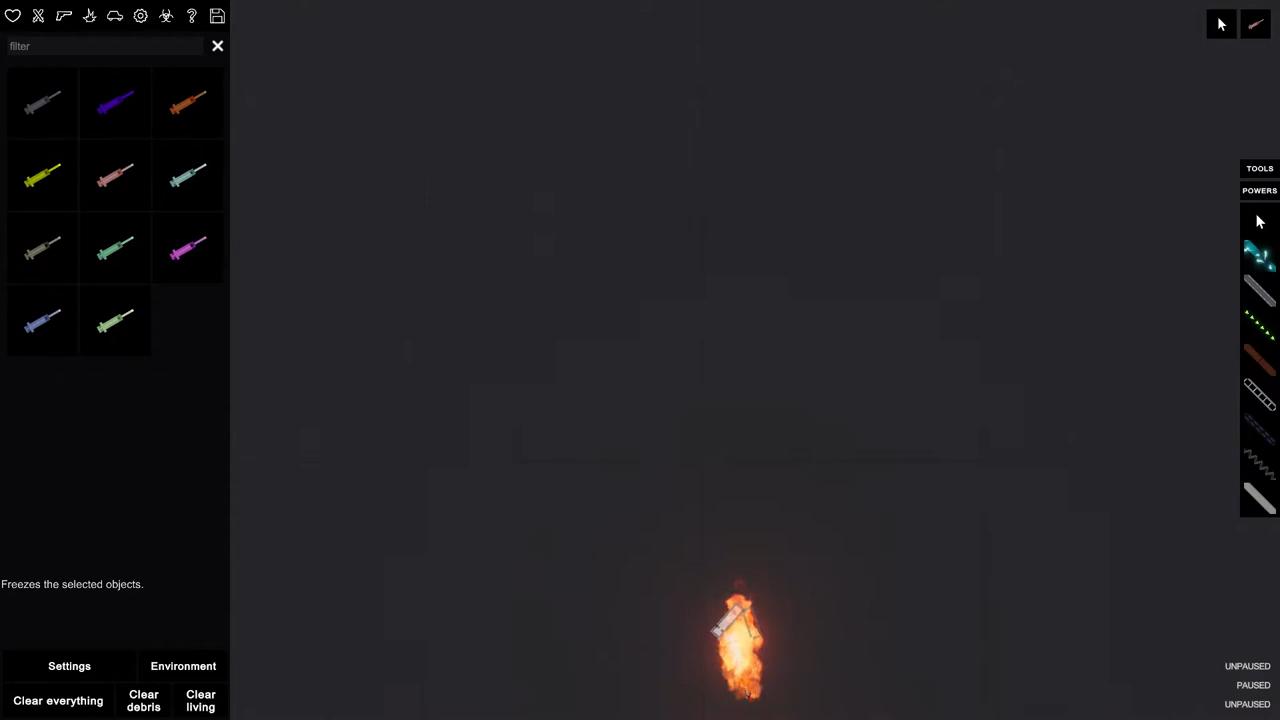 filter
TOOLS
POWERS
Freezes the selected objects.
Settings
Environment
Clear everything
Clear
debris
Clear
living
UNPAUSED
PAUSED
UNPAUSED